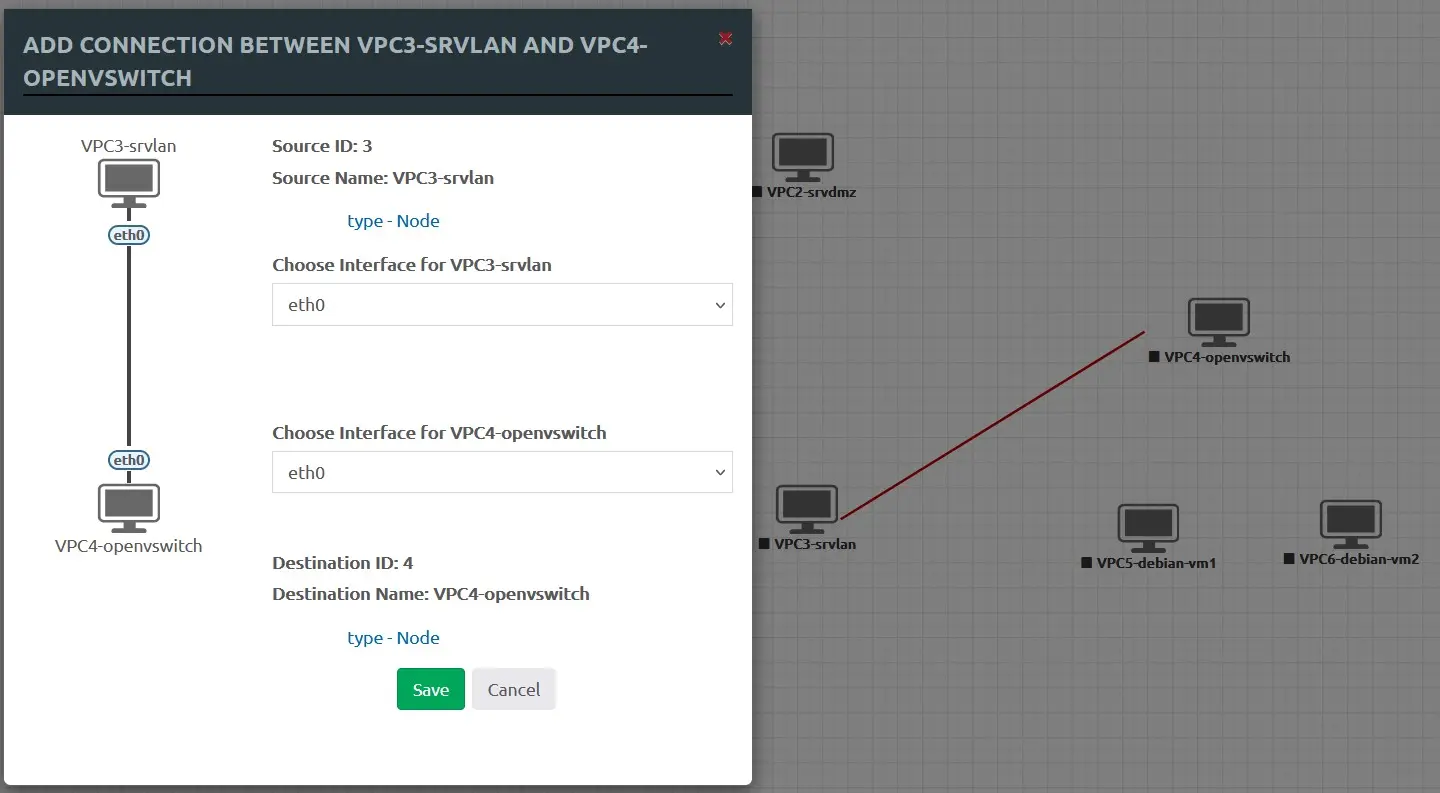 ADD CONNECTION BETWEEN VPC3-SRVLAN AND VPC4-
OPENVSWITCH
VPC3-srvlan
eth0
eth0
VPC4-openvswitch
Source ID: 3
Source Name: VPC3-srvlan
type - Node
Choose Interface for VPC3-srvlan
eth0
Choose Interface for VPC4-openvswitch
eth0
Destination ID: 4
Destination Name: VPC4-openvswitch
type - Node
Save
Cancel
VPC2-srvdmz
VPC4-openvswitch
VPC3-srvlan
VPC5-debian-vm1
VPC6-debian-vm2